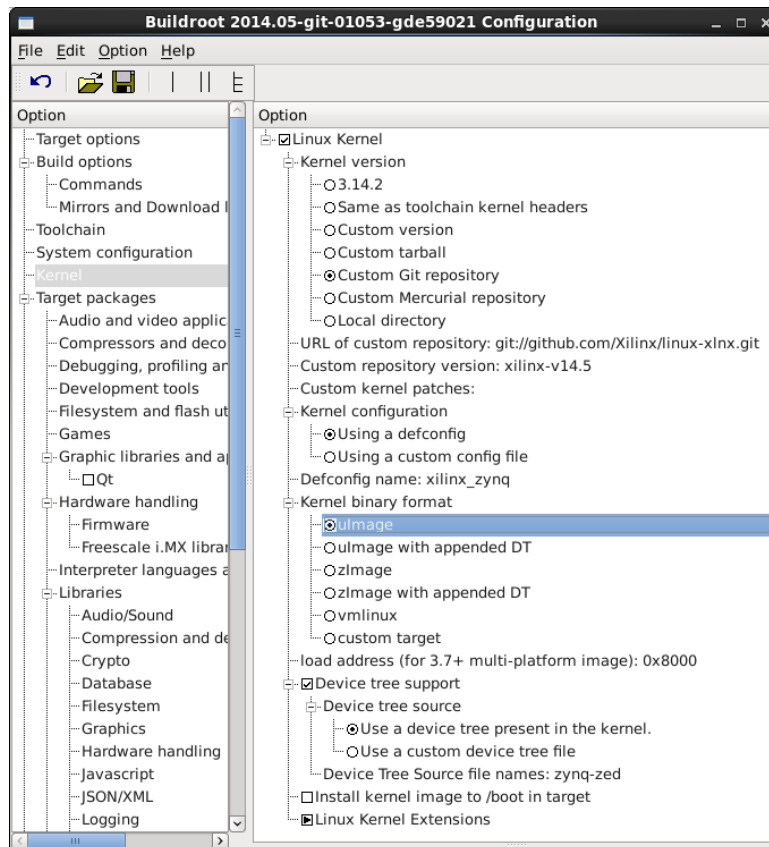 Buildroot 2014.05-git-01053-gde59021 Configuration
File Edit Option Help
Option
Target options
Build options
Commands
Mirrors and Download l
Toolchain
System configuration
Kernel
Target packages
Audio and video applic
Compressors and deco
Debugging, profiling an
Development tools
Filesystem and flash ut
Games
Graphic libraries and a
Qt
Hardware handling
Firmware
Freescale i.MX librar
Interpreter languages a
Libraries
Audio/Sound
Compression and de
Crypto
Database
Filesystem
Graphics
Hardware handling
Javascript
JSON/XML
Logging
Option
Linux Kernel
Kernel version
3.14.2
Same as toolchain kernel headers
Custom version
Custom tarball
Custom Git repository
Custom Mercurial repository
Local directory
URL of custom repository: git://github.com/Xilinx/linux-xlnx.git
Custom repository version: xilinx-v14.5
Custom kernel patches:
Kernel configuration
Using a defconfig
Using a custom config file
Defconfig name: xilinx_zynq
Kernel binary format
uImage
uImage with appended DT
zImage
zImage with appended DT
vmlinux
custom target
load address (for 3.7+ multi-platform image): 0x8000
Device tree support
Device tree source
Use a device tree present in the kernel.
Use a custom device tree file
Device Tree Source file names: zynq-zed
Install kernel image to /boot in target
Linux Kernel Extensions